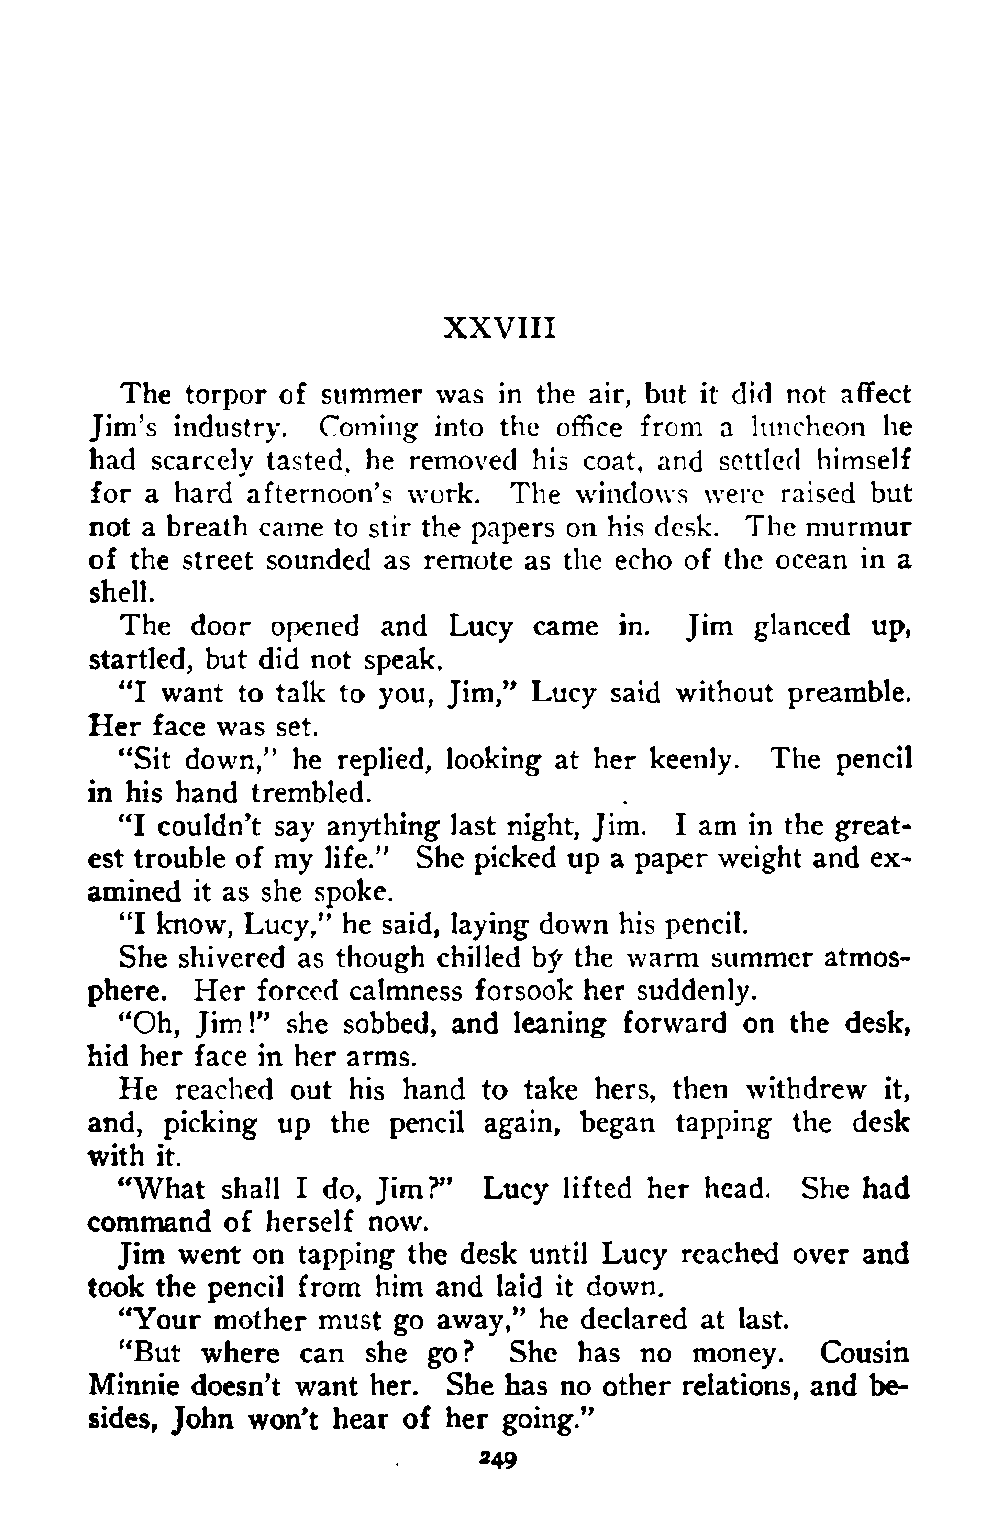 XXVIII
The torpor of summer was in the air, but it did not affect
Jim's industry. Coming into the office from a luncheon he
had scarcely tasted, he removed his coat, and settled himself
for a hard afternoon's work. The windows were raised but
not a breath came to stir the papers on his desk. The murmur
of the street sounded as remote as the echo of the ocean in a
shell.
The door opened and Lucy came in. Jim glanced up,
startled, but did not speak.
“I want to talk to you, Jim,” Lucy said without preamble.
Her face was set.
“Sit down,” he replied, looking at her keenly. The pencil
in his hand trembled.
“I couldn't say anything last night, Jim. I am in the great-
est trouble of my life.” She picked up a paper weight and ex-
amined it as she spoke.
“I know, Lucy,” he said, laying down his pencil.
She shivered as though chilled by the warm summer atmos-
phere. Her forced calmness forsook her suddenly.
“Oh, Jim!” she sobbed, and leaning forward on the desk,
hid her face in her arms.
He reached out his hand to take hers, then withdrew it,
and, picking up the pencil again, began tapping the desk
with it.
“What shall I do, Jim?” Lucy lifted her head. She had
command of herself now.
Jim went on tapping the desk until Lucy reached over and
took the pencil from him and laid it down.
“Your mother must go away,” he declared at last.
“But where can she go? She has no money. Cousin
Minnie doesn't want her. She has no other relations, and be-
sides, John won't hear of her going.”
249